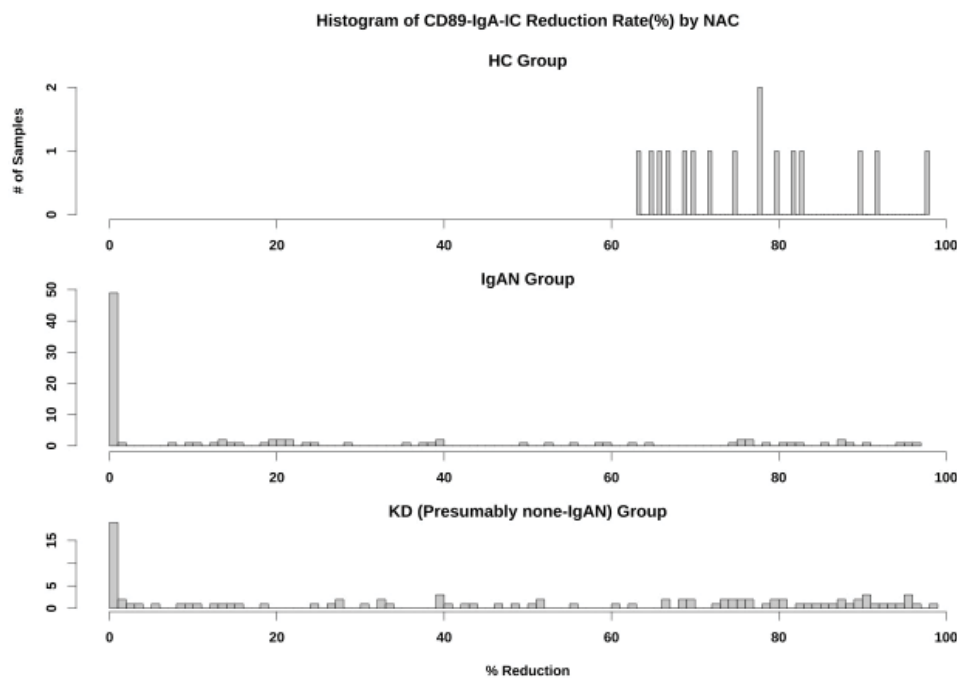 Histogram of CD89-IgA-IC Reduction Rate(%) by NAC
HC Group
# of Samples
2
1
0
0 20 40 60 80 100
IgAN Group
50
40
30
20
10
0
0 20 40 60 80 100
KD (Presumably none-IgAN) Group
15
5
0
0 20 40 60 80 100
% Reduction